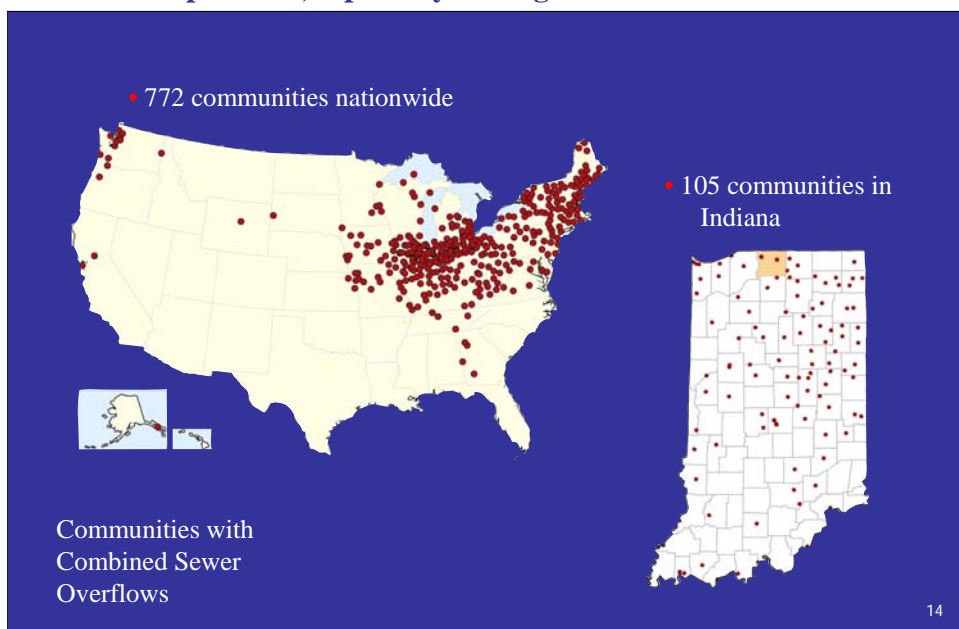 • 772 communities nationwide
• 105 communities in
Indiana
Communities with
Combined Sewer
Overflows
14